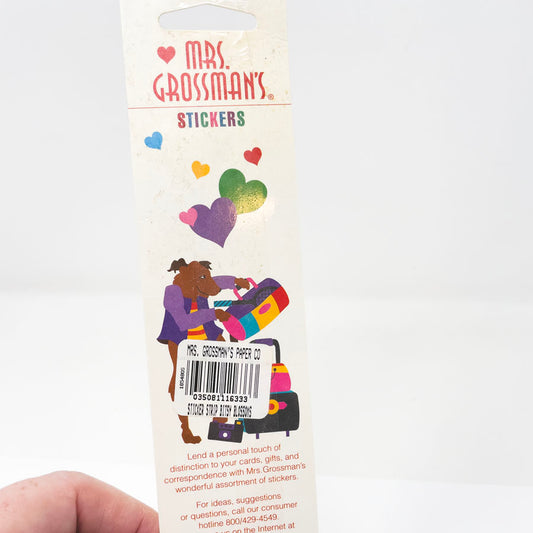 MRS.
GROSSMAN'S®
STICKERS
MRS. GROSSMAN'S PAPER CO
035081116333
STICKER STRIP BITSY BLOSSOMS
Lend a personal touch of
distinction to your cards, gifts, and
correspondence with Mrs.Grossman's
wonderful assortment of stickers.
For ideas, suggestions
or questions, call our consumer
hotline 800/429-4549
on the Internet at